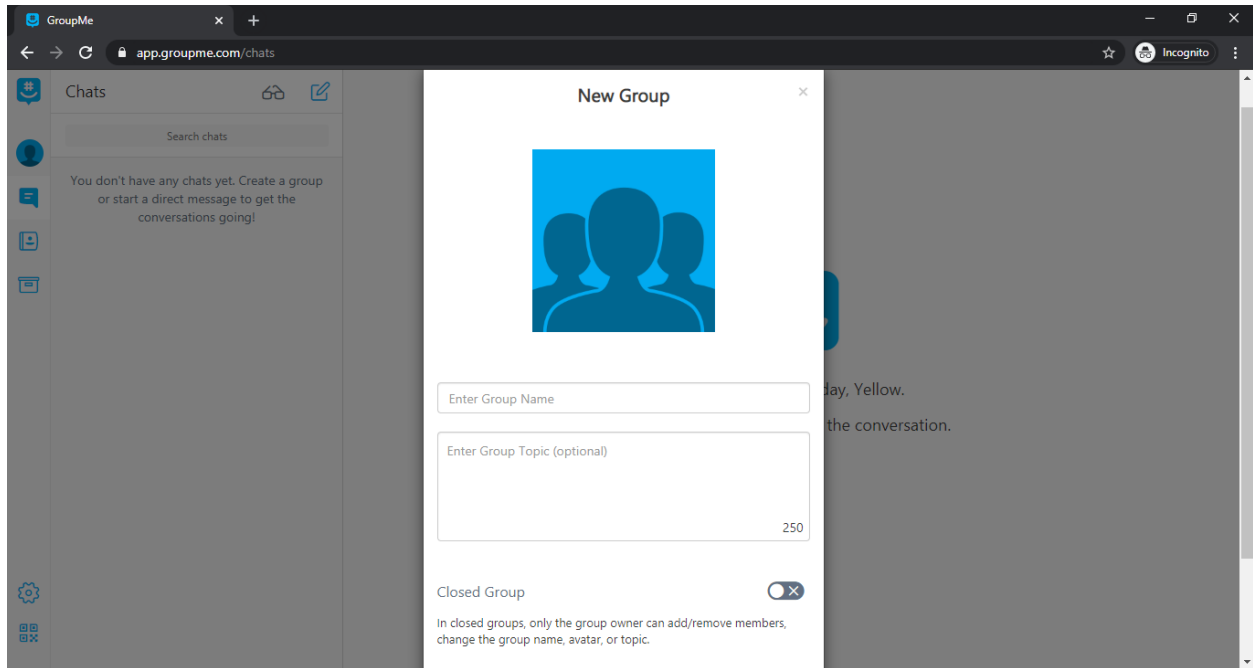 GroupMe
app.groupme.com/chats
Incognito
Chats
Search chats
You don't have any chats yet. Create a group
or start a direct message to get the
conversations going!
New Group
Enter Group Name
Enter Group Topic (optional)
250
Closed Group
In closed groups, only the group owner can add/remove members,
change the group name, avatar, or topic.
day, Yellow.
the conversation.